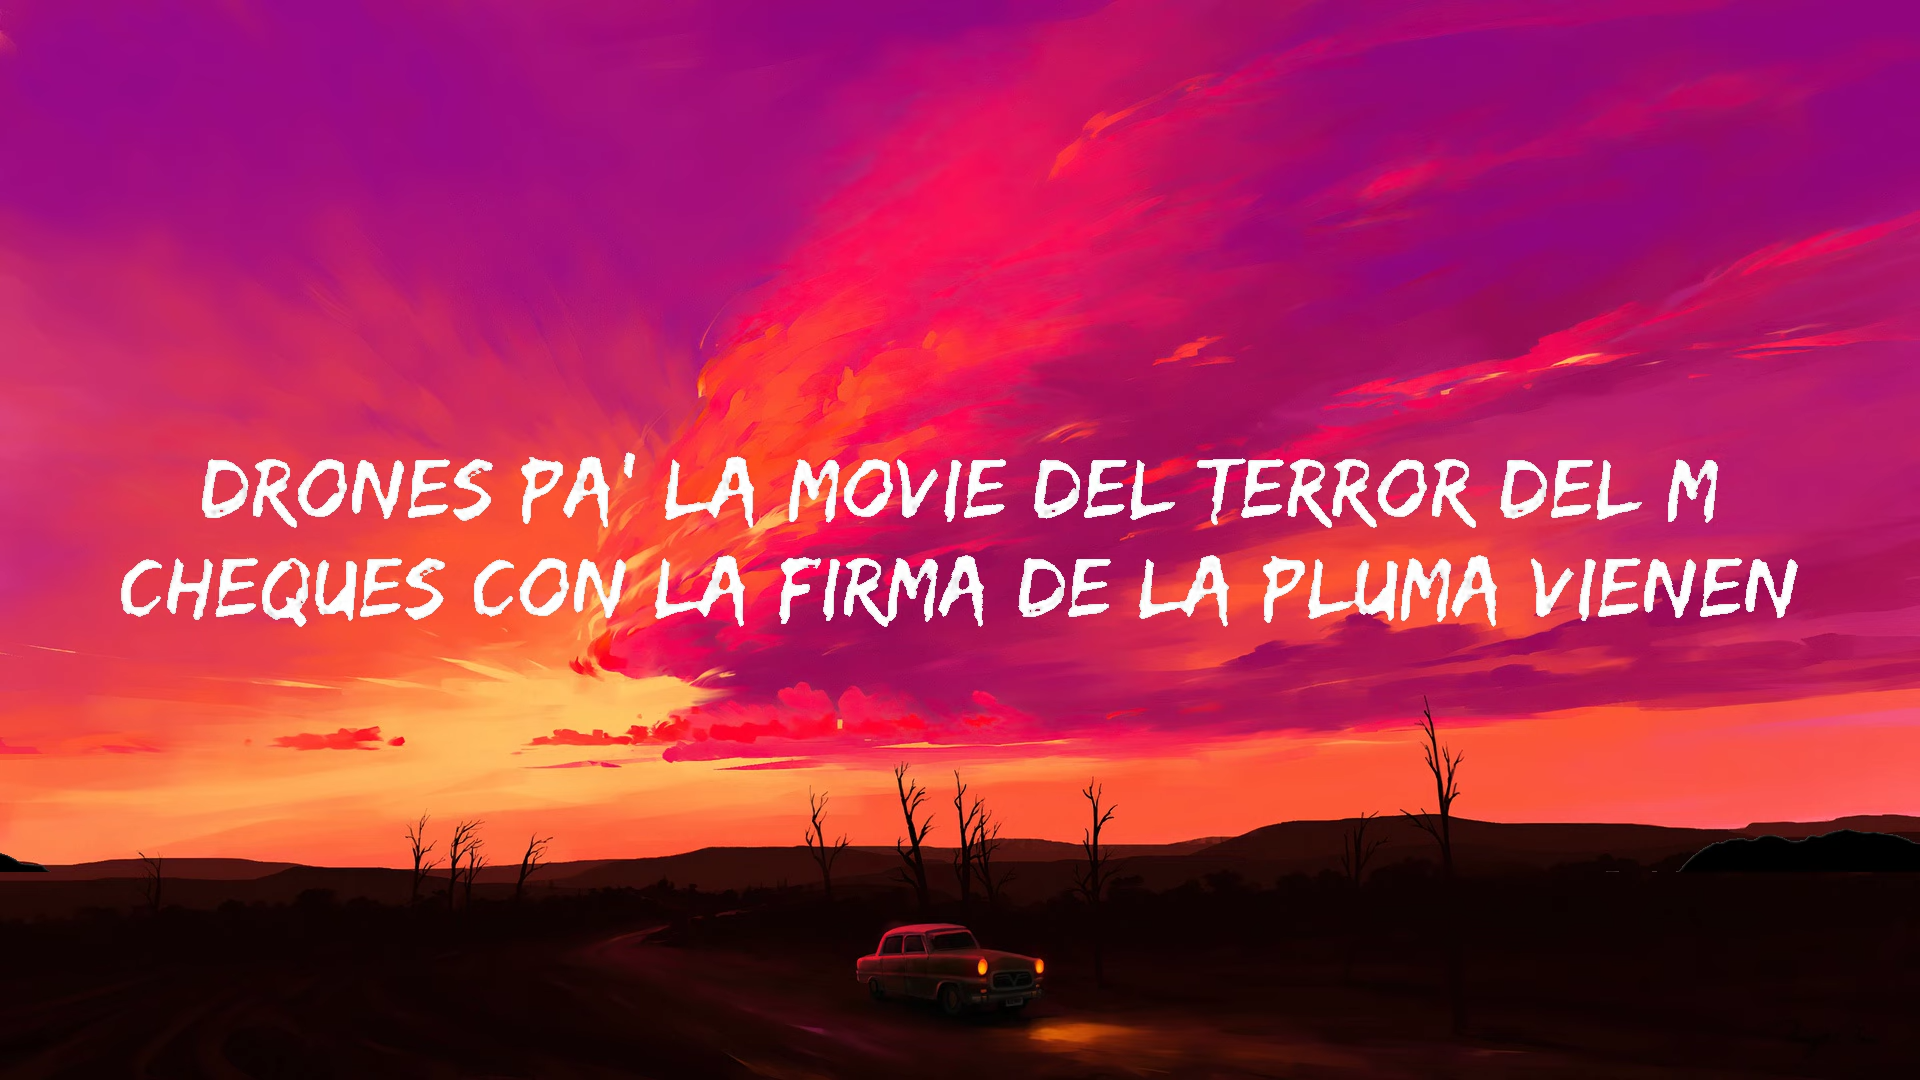 DRONES PA' LA MOVIE DEL TERROR DEL M
CHEQUES CON LA FIRMA DE LA PLUMA VIENEN